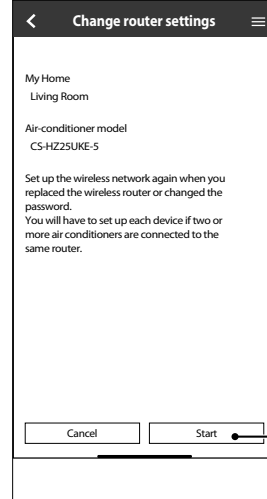 Change router settings
My Home
Living Room
Air-conditioner model
CS-HZ25UKE-5
Set up the wireless network again when you
replaced the wireless router or changed the
password.
You will have to set up each device if two or
more air conditioners are connected to the
same router.
Cancel Start